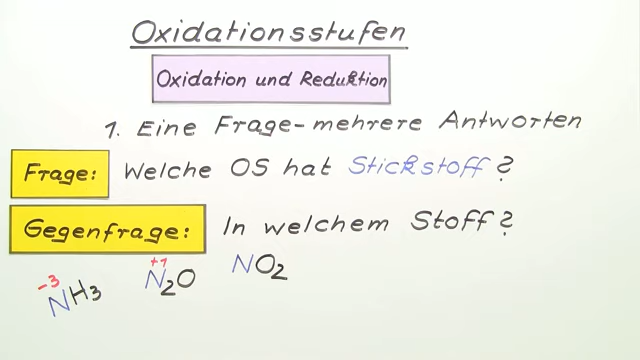 Oxidationsstufen
Oxidation und Reduktion
1. Eine Frage-mehrere Antworten
Frage: Welche OS hat Stickstoff?
Gegenfrage: In welchem Stoff?
-3 +1
NH3 N2O NO2